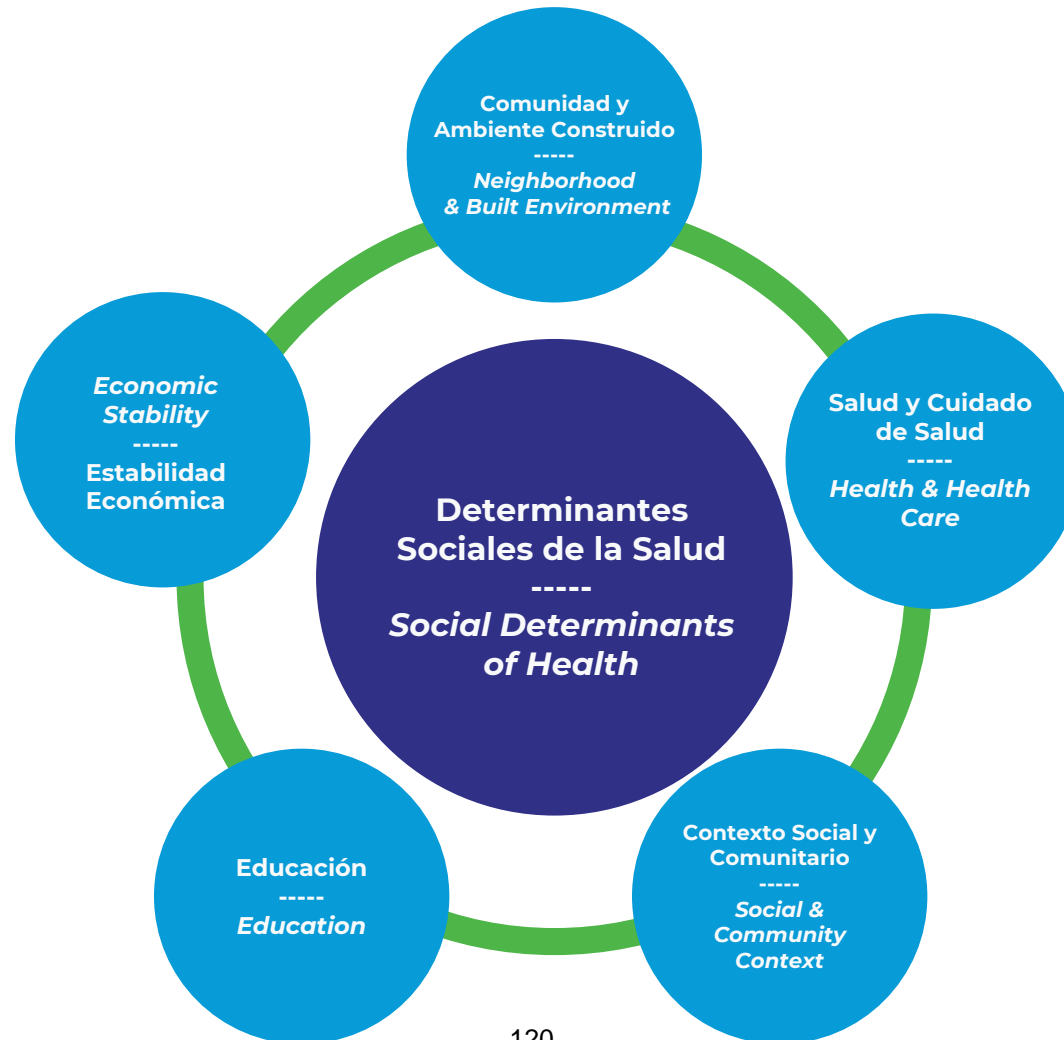 Comunidad y
Ambiente Construido
-----
Neighborhood
& Built Environment
Economic
Stability
-----
Estabilidad
Económica
Salud y Cuidado
de Salud
-----
Health & Health
Care
Determinantes
Sociales de la Salud
-----
Social Determinants
of Health
Educación
-----
Education
Contexto Social y
Comunitario
-----
Social &
Community
Context
120